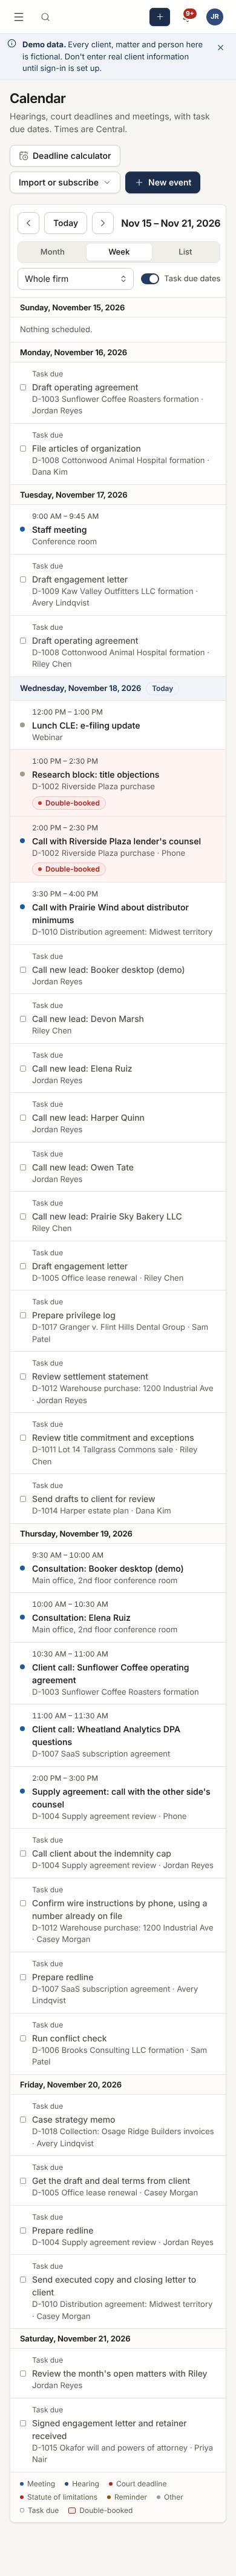 9+
JR
Demo data. Every client, matter and person here
is fictional. Don't enter real client information
until sign-in is set up.
Calendar
Hearings, court deadlines and meetings, with task
due dates. Times are Central.
Deadline calculator
Import or subscribe
New event
Today
Nov 15 – Nov 21, 2026
Month
Week
List
Whole firm
Task due dates
Sunday, November 15, 2026
Nothing scheduled.
Monday, November 16, 2026
Task due
Draft operating agreement
D-1003 Sunflower Coffee Roasters formation ·
Jordan Reyes
Task due
File articles of organization
D-1008 Cottonwood Animal Hospital formation ·
Dana Kim
Tuesday, November 17, 2026
9:00 AM – 9:45 AM
Staff meeting
Conference room
Task due
Draft engagement letter
D-1009 Kaw Valley Outfitters LLC formation ·
Avery Lindqvist
Task due
Draft operating agreement
D-1008 Cottonwood Animal Hospital formation ·
Riley Chen
Wednesday, November 18, 2026 Today
12:00 PM – 1:00 PM
Lunch CLE: e-filing update
Webinar
1:00 PM – 2:30 PM
Research block: title objections
D-1002 Riverside Plaza purchase
Double-booked
2:00 PM – 2:30 PM
Call with Riverside Plaza lender's counsel
D-1002 Riverside Plaza purchase · Phone
Double-booked
3:30 PM – 4:00 PM
Call with Prairie Wind about distributor
minimums
D-1010 Distribution agreement: Midwest territory
Task due
Call new lead: Booker desktop (demo)
Jordan Reyes
Task due
Call new lead: Devon Marsh
Riley Chen
Task due
Call new lead: Elena Ruiz
Jordan Reyes
Task due
Call new lead: Harper Quinn
Jordan Reyes
Task due
Call new lead: Owen Tate
Jordan Reyes
Task due
Call new lead: Prairie Sky Bakery LLC
Riley Chen
Task due
Draft engagement letter
D-1005 Office lease renewal · Riley Chen
Task due
Prepare privilege log
D-1017 Granger v. Flint Hills Dental Group · Sam
Patel
Task due
Review settlement statement
D-1012 Warehouse purchase: 1200 Industrial Ave
· Jordan Reyes
Task due
Review title commitment and exceptions
D-1011 Lot 14 Tallgrass Commons sale · Riley
Chen
Task due
Send drafts to client for review
D-1014 Harper estate plan · Dana Kim
Thursday, November 19, 2026
9:30 AM – 10:00 AM
Consultation: Booker desktop (demo)
Main office, 2nd floor conference room
10:00 AM – 10:30 AM
Consultation: Elena Ruiz
Main office, 2nd floor conference room
10:30 AM – 11:00 AM
Client call: Sunflower Coffee operating
agreement
D-1003 Sunflower Coffee Roasters formation
11:00 AM – 11:30 AM
Client call: Wheatland Analytics DPA
questions
D-1007 SaaS subscription agreement
2:00 PM – 3:00 PM
Supply agreement: call with the other side's
counsel
D-1004 Supply agreement review · Phone
Task due
Call client about the indemnity cap
D-1004 Supply agreement review · Jordan Reyes
Task due
Confirm wire instructions by phone, using a
number already on file
D-1012 Warehouse purchase: 1200 Industrial Ave
· Casey Morgan
Task due
Prepare redline
D-1007 SaaS subscription agreement · Avery
Lindqvist
Task due
Run conflict check
D-1006 Brooks Consulting LLC formation · Sam
Patel
Friday, November 20, 2026
Task due
Case strategy memo
D-1018 Collection: Osage Ridge Builders invoices
· Avery Lindqvist
Task due
Get the draft and deal terms from client
D-1005 Office lease renewal · Casey Morgan
Task due
Prepare redline
D-1004 Supply agreement review · Jordan Reyes
Task due
Send executed copy and closing letter to
client
D-1010 Distribution agreement: Midwest territory
· Casey Morgan
Saturday, November 21, 2026
Task due
Review the month's open matters with Riley
Jordan Reyes
Task due
Signed engagement letter and retainer
received
D-1015 Okafor will and powers of attorney · Priya
Nair
Meeting Hearing Court deadline
Statute of limitations Reminder Other
Task due Double-booked